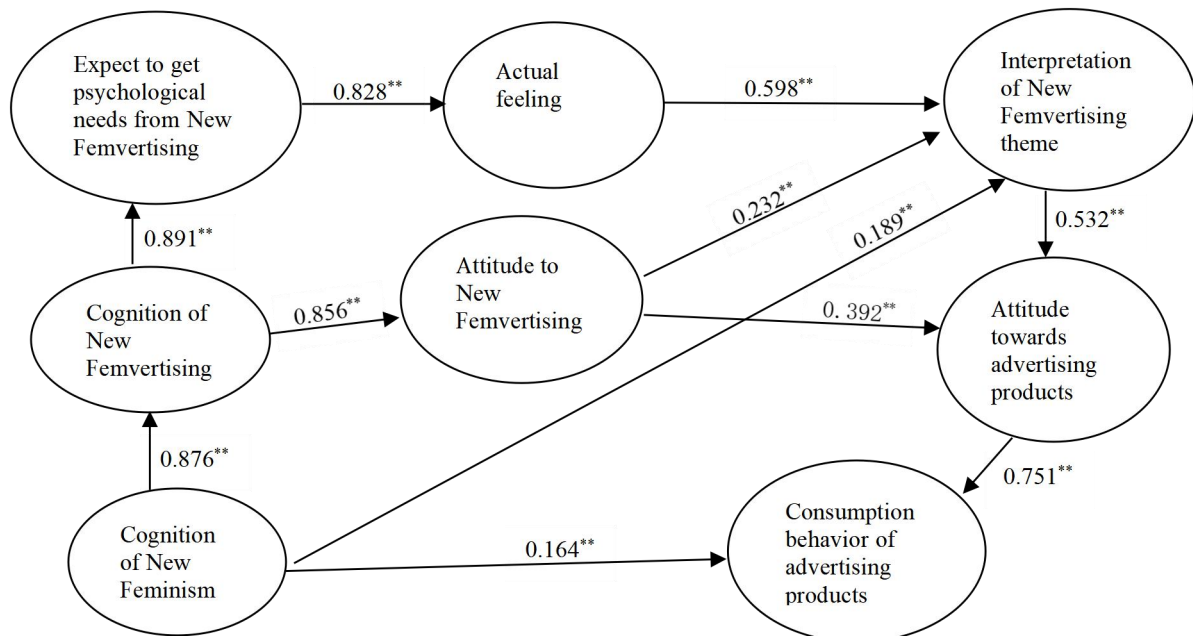 Expect to get
psychological
needs from New
Femvertising
0.828**
Actual
feeling
0.598**
Interpretation
of New
Femvertising
theme
0.891**
0.232**
0.189**
0.532**
Cognition of
New
Femvertising
0.856**
Attitude to
New
Femvertising
0.392**
Attitude
towards
advertising
products
0.876**
0.751**
Cognition
of New
Feminism
0.164**
Consumption
behavior of
advertising
products